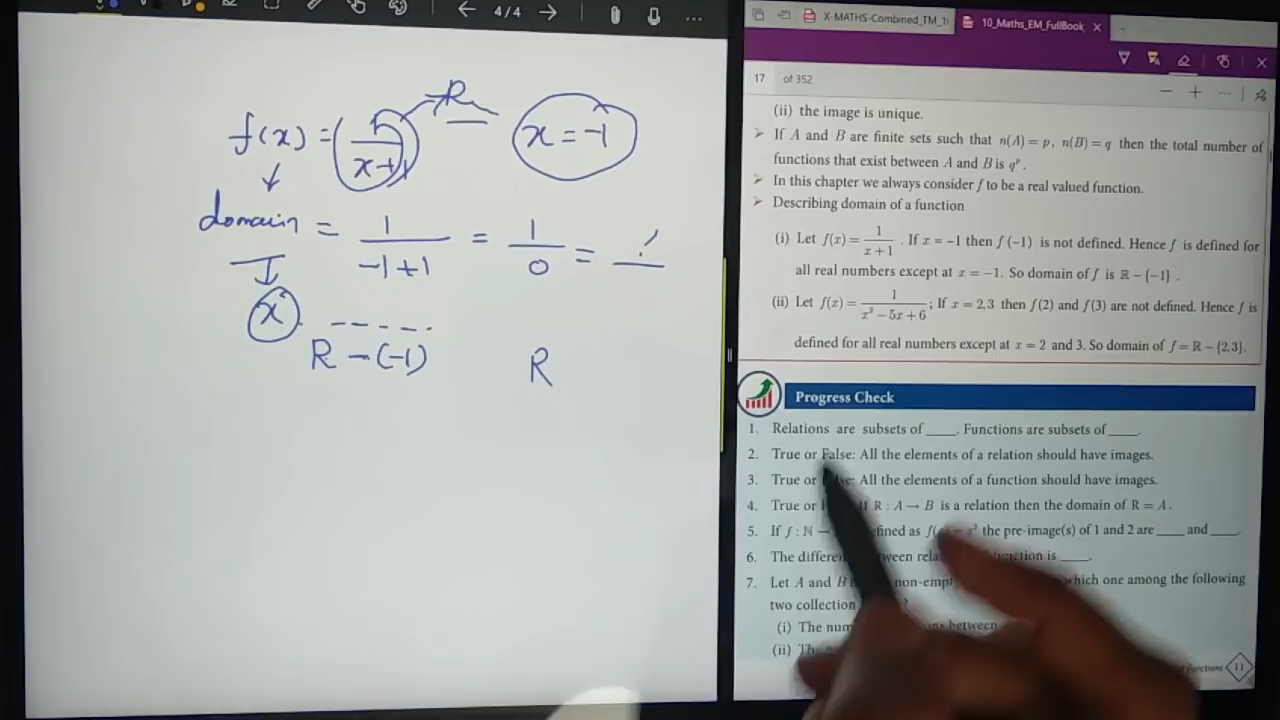 4/4
f(x) = 1/x+1 R x = -1
domain = 1/-1+1 = 1/0 = ?
x
R - (-1) R
X-MATHS-Combined_TM_1
10_Maths_EM_FullBook
17 of 352
(ii) the image is unique.
➢ If A and B are finite sets such that n(A) = p, n(B) = q then the total number of
functions that exist between A and B is qᵖ.
➢ In this chapter we always consider f to be a real valued function.
➢ Describing domain of a function
(i) Let f(x) = 1/x+1 . If x = −1 then f(−1) is not defined. Hence f is defined for
all real numbers except at x = −1. So domain of f is ℝ − {−1} .
(ii) Let f(x) = 1/x² − 5x + 6 ; If x = 2,3 then f(2) and f(3) are not defined. Hence f is
defined for all real numbers except at x = 2 and 3. So domain of f = ℝ − {2,3}.
Progress Check
1. Relations are subsets of ____. Functions are subsets of ____.
2. True or False: All the elements of a relation should have images.
3. True or : All the elements of a function should have images.
4. True or If R : A → B is a relation then the domain of R = A.
5. If f : ℕ → defined as the pre-image(s) of 1 and 2 are ____ and ____.
6. The function is ____.
7. Let A and B non-emp which one among the following
two collection
(i) The num between
(ii)
11